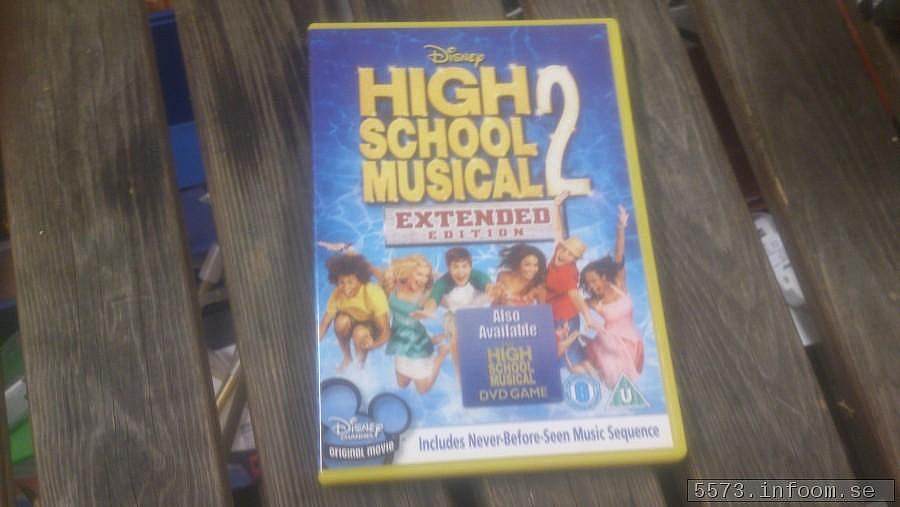 Disney
HIGH
SCHOOL
MUSICAL 2
EXTENDED
EDITION
Also
Available
HIGH
SCHOOL
MUSICAL
DVD GAME
U
Disney
CHANNEL
original movie
Includes Never-Before-Seen Music Sequence
5573.infoom.se